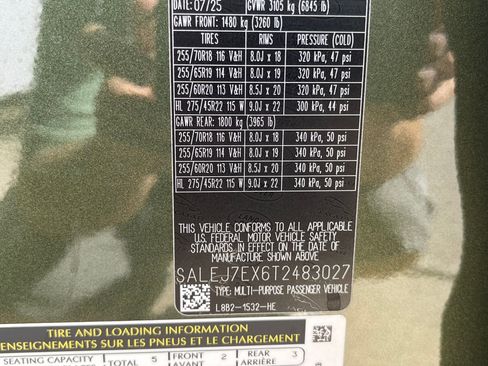 DATE: 07/25 GVWR 3105 kg (6845 lb)
GAWR FRONT: 1480 kg (3260 lb)
TIRES RIMS PRESSURE (COLD)
255/70R18 116 V&H 8.0J x 18 320 kPa, 47 psi
255/65R19 114 V&H 8.0J x 19 320 kPa, 47 psi
255/60R20 113 V&H 8.5J x 20 320 kPa, 47 psi
HL 275/45R22 115 W 9.0J x 22 300 kPa, 44 psi
GAWR REAR: 1800 kg (3965 lb)
255/70R18 116 V&H 8.0J x 18 340 kPa, 50 psi
255/65R19 114 V&H 8.0J x 19 340 kPa, 50 psi
255/60R20 113 V&H 8.5J x 20 340 kPa, 50 psi
HL 275/45R22 115 W 9.0J x 22 340 kPa, 50 psi
THIS VEHICLE CONFORMS TO ALL APPLICABLE
U.S. FEDERAL MOTOR VEHICLE SAFETY
STANDARDS IN EFFECT ON THE DATE OF
MANUFACTURE SHOWN ABOVE.
SALEJ7EX6T2483027
TYPE: MULTI-PURPOSE PASSENGER VEHICLE
L8B2-1532-HE
TIRE AND LOADING INFORMATION
RENSEIGNEMENTS SUR LES PNEUS ET LE CHARGEMENT
SEATING CAPACITY TOTAL 5 FRONT 2 REAR 3
AVANT ARRIÈRE